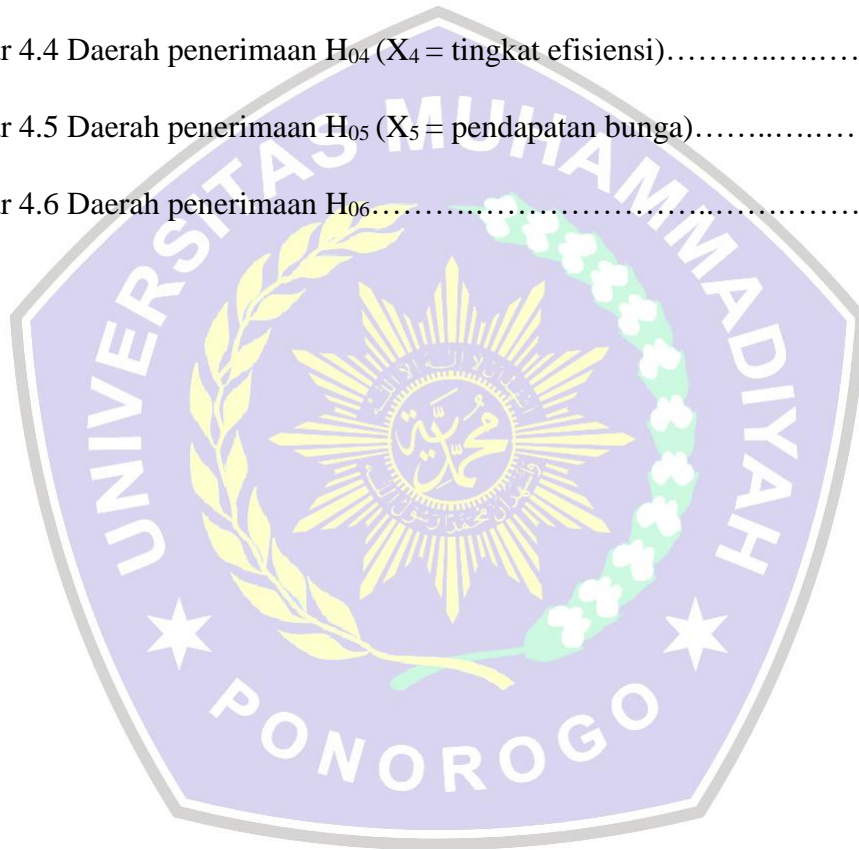 r 4.4 Daerah penerimaan H₀₄ (X₄ = tingkat efisiensi)………..…..……
r 4.5 Daerah penerimaan H₀₅ (X₅ = pendapatan bunga)……..….……
r 4.6 Daerah penerimaan H₀₆……….…………………..…….………
UNIVERSITAS MUHAMMADIYAH
PONOROGO
محمدية